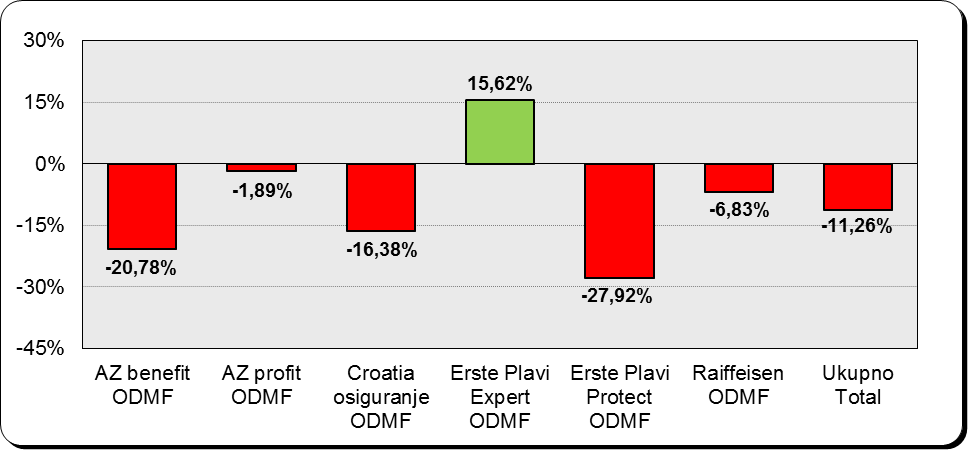 30%
15%
0%
-15%
-30%
-45%
15,62%
-1,89%
-6,83%
-11,26%
-16,38%
-20,78%
-27,92%
AZ benefit
ODMF
AZ profit
ODMF
Croatia
osiguranje
ODMF
Erste Plavi
Expert
ODMF
Erste Plavi
Protect
ODMF
Raiffeisen
ODMF
Ukupno
Total